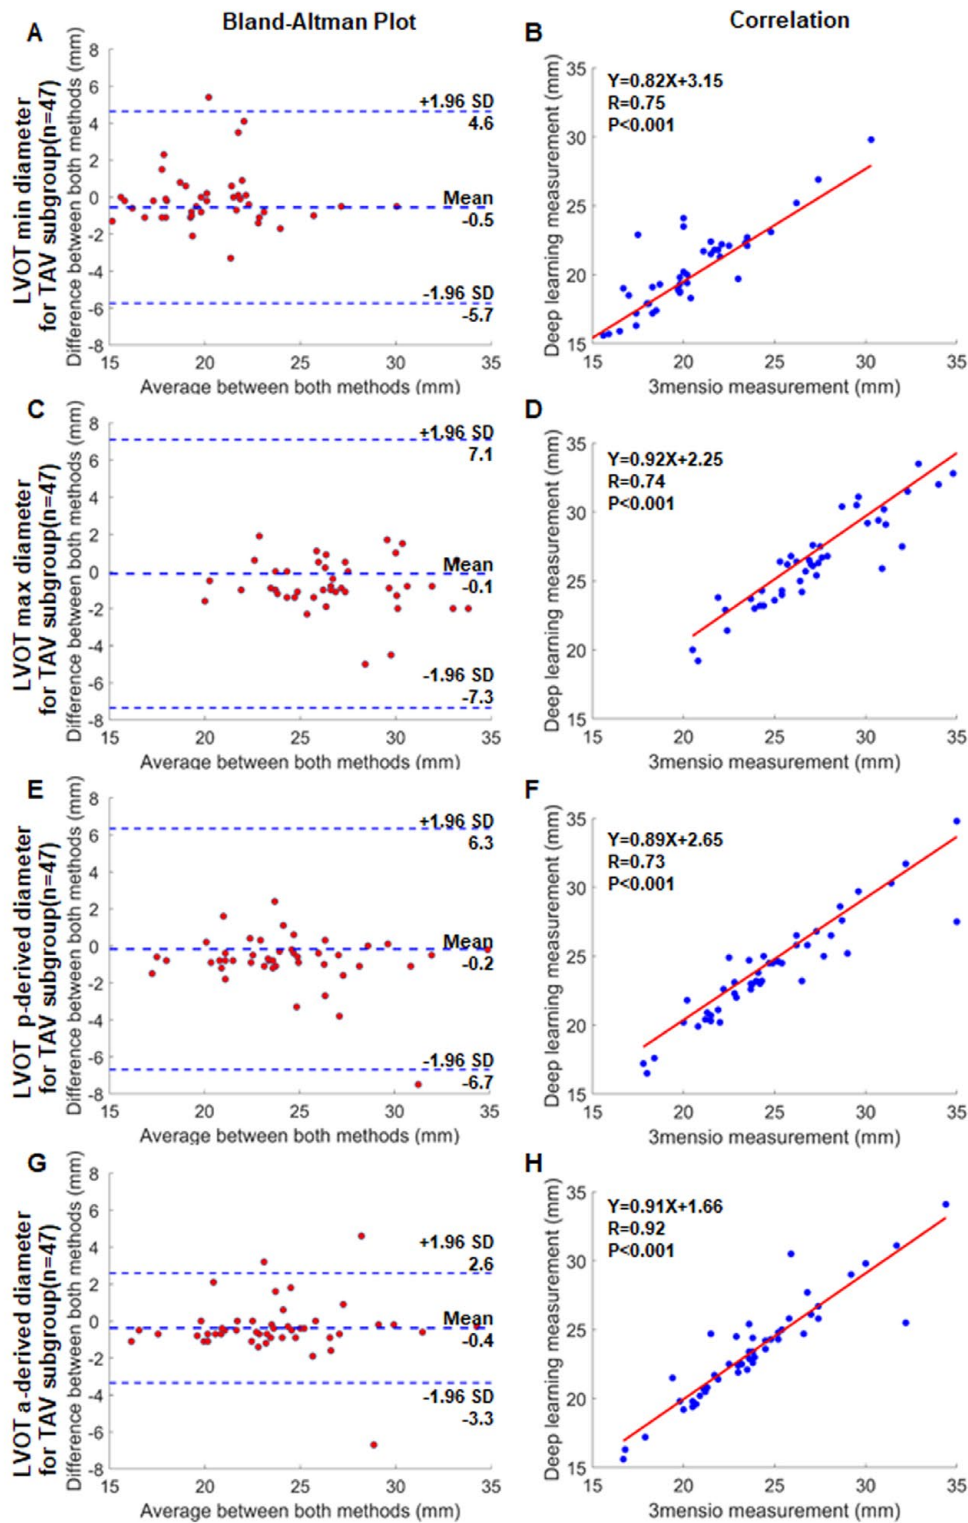 Bland-Altman Plot
Correlation
A
LVOT min diameter
for TAV subgroup(n=47)
Difference between both methods (mm)
8
6
4
2
0
-2
-4
-6
-8
+1.96 SD
4.6
Mean
-0.5
-1.96 SD
-5.7
15 20 25 30 35
Average between both methods (mm)
B
Deep learning measurement (mm)
35
30
25
20
15
Y=0.82X+3.15
R=0.75
P<0.001
15 20 25 30 35
3mensio measurement (mm)
C
LVOT max diameter
for TAV subgroup(n=47)
Difference between both methods (mm)
8
6
4
2
0
-2
-4
-6
-8
+1.96 SD
7.1
Mean
-0.1
-1.96 SD
-7.3
15 20 25 30 35
Average between both methods (mm)
D
Deep learning measurement (mm)
35
30
25
20
15
Y=0.92X+2.25
R=0.74
P<0.001
15 20 25 30 35
3mensio measurement (mm)
E
LVOT p-derived diameter
for TAV subgroup(n=47)
Difference between both methods (mm)
8
6
4
2
0
-2
-4
-6
-8
+1.96 SD
6.3
Mean
-0.2
-1.96 SD
-6.7
15 20 25 30 35
Average between both methods (mm)
F
Deep learning measurement (mm)
35
30
25
20
15
Y=0.89X+2.65
R=0.73
P<0.001
15 20 25 30 35
3mensio measurement (mm)
G
LVOT a-derived diameter
for TAV subgroup(n=47)
Difference between both methods (mm)
8
6
4
2
0
-2
-4
-6
-8
+1.96 SD
2.6
Mean
-0.4
-1.96 SD
-3.3
15 20 25 30 35
Average between both methods (mm)
H
Deep learning measurement (mm)
35
30
25
20
15
Y=0.91X+1.66
R=0.92
P<0.001
15 20 25 30 35
3mensio measurement (mm)